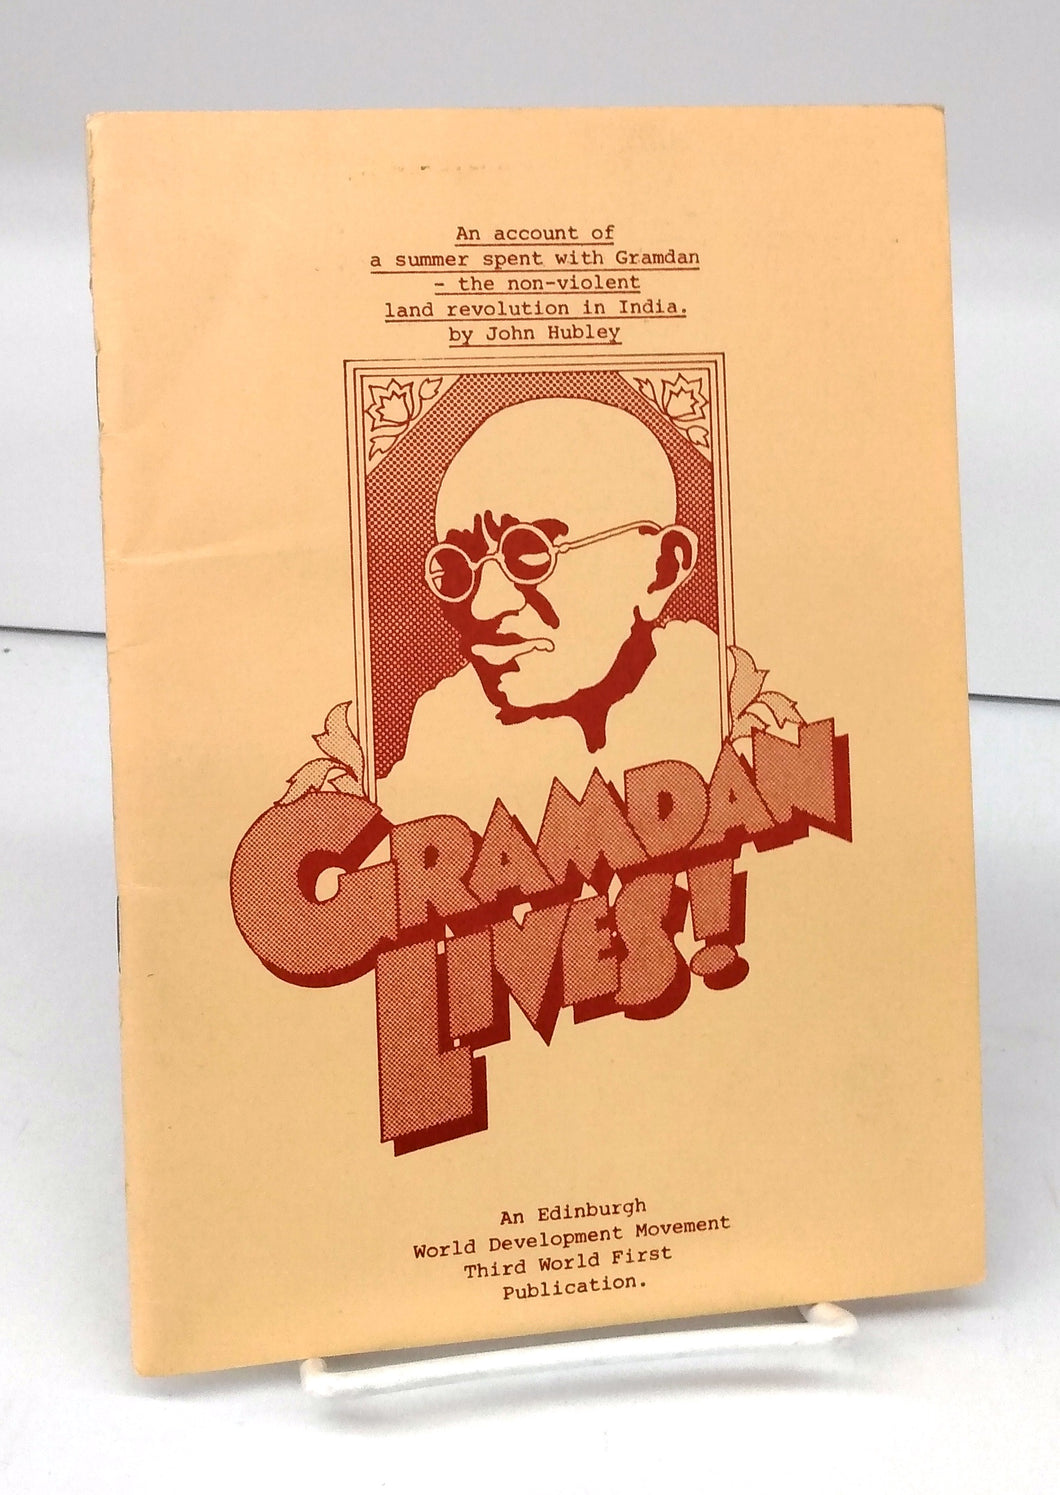 An account of
a summer spent with Gramdan
- the non-violent
land revolution in India.
by John Hubley
GRAMDAN
LIVES!
An Edinburgh
World Development Movement
Third World First
Publication.